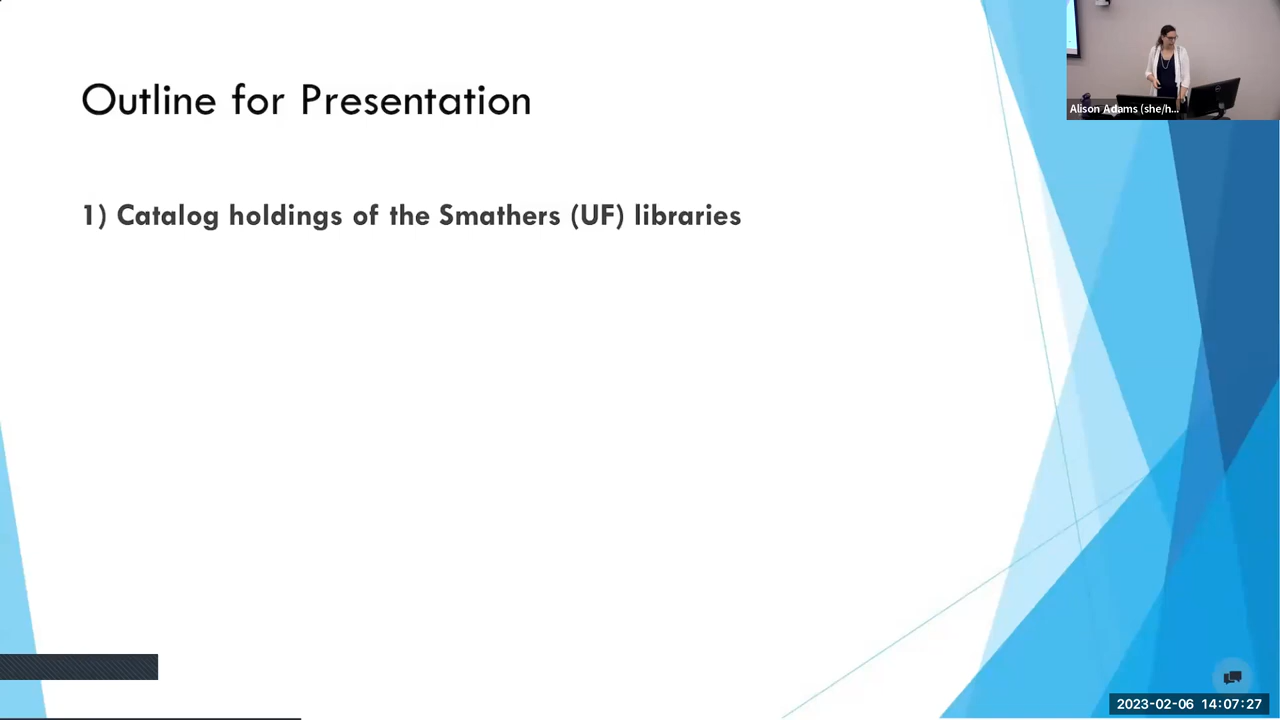 Outline for Presentation
Alison Adams (she/h...
1) Catalog holdings of the Smathers (UF) libraries
2023-02-06 14:07:27